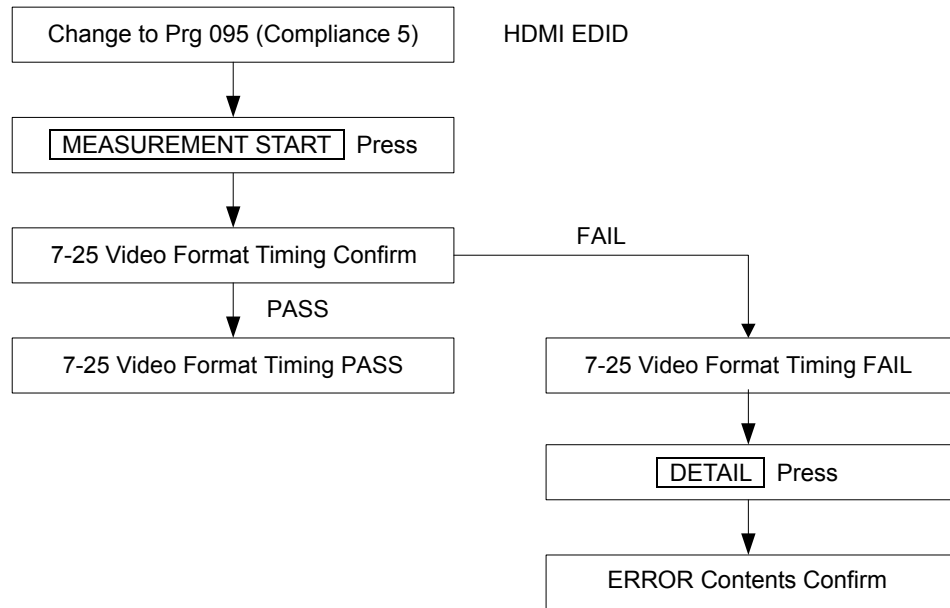 Change to Prg 095 (Compliance 5)
HDMI EDID
MEASUREMENT START Press
7-25 Video Format Timing Confirm
FAIL
PASS
7-25 Video Format Timing PASS
7-25 Video Format Timing FAIL
DETAIL Press
ERROR Contents Confirm